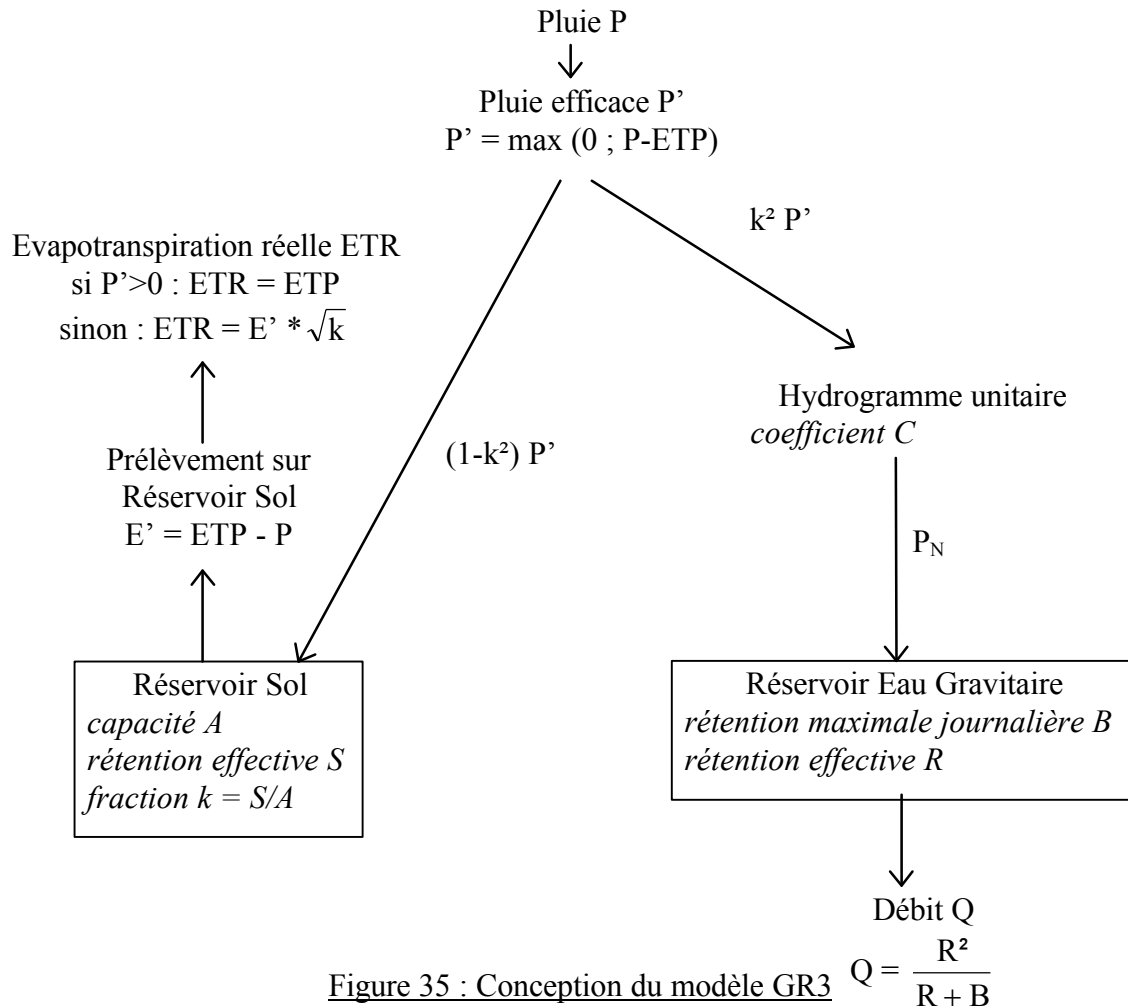 Pluie P
Pluie efficace P’
P’ = max (0 ; P-ETP)
k² P’
Evapotranspiration réelle ETR
si P’>0 : ETR = ETP
sinon : ETR = E’ * √k
Hydrogramme unitaire
coefficient C
(1-k²) P’
Prélèvement sur
Réservoir Sol
E’ = ETP - P
P_N
Réservoir Sol
capacité A
rétention effective S
fraction k = S/A
Réservoir Eau Gravitaire
rétention maximale journalière B
rétention effective R
Débit Q
Q = R² / R + B
Figure 35 : Conception du modèle GR3